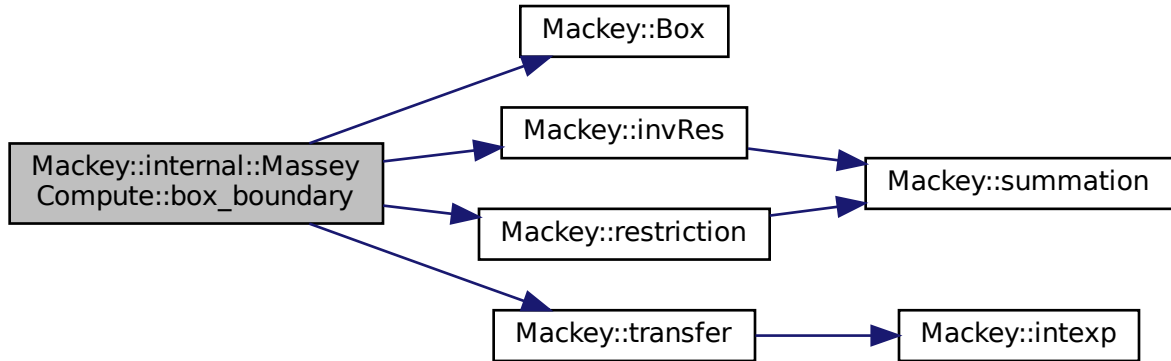 Mackey::Box
Mackey::invRes
Mackey::internal::Massey
Compute::box_boundary
Mackey::summation
Mackey::restriction
Mackey::transfer
Mackey::intexp